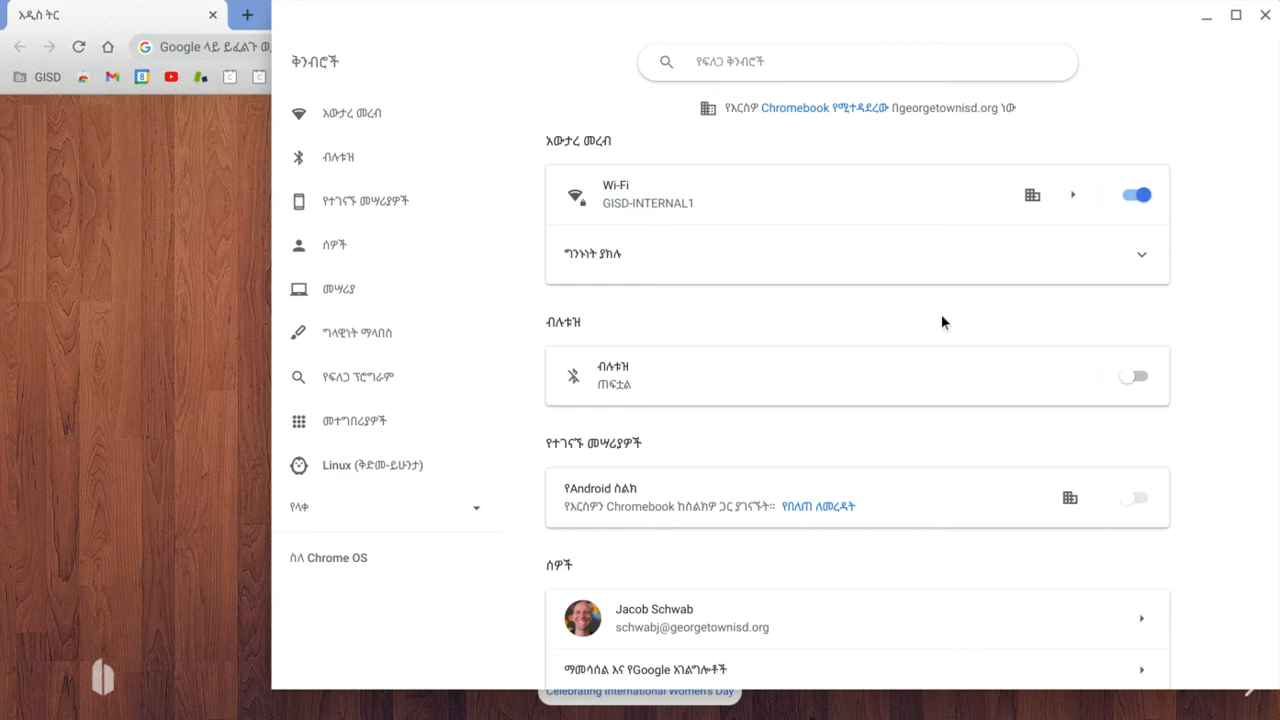 አዲስ ትር
Google ላይ ይፈልጉ
GISD
ቅንብሮች
የፍለጋ ቅንብሮች
አውታረ መረብ
ብሉቱዝ
የተገናኙ መሣሪያዎች
ሰዎች
መሣሪያ
ግላዊነት ማላበስ
የፍለጋ ፕሮግራም
መተግበሪያዎች
Linux (ቅድመ-ይሁንታ)
የላቀ
ስለ Chrome OS
የእርስዎ Chromebook የሚተዳደረው በgeorgetownisd.org ነው
አውታረ መረብ
Wi-Fi
GISD-INTERNAL1
ግንኙነት ያክሉ
ብሉቱዝ
ብሉቱዝ
ጠፍቷል
የተገናኙ መሣሪያዎች
የAndroid ስልክ
የእርስዎን Chromebook ከስልክዎ ጋር ያገናኙት። የበለጠ ለመረዳት
ሰዎች
Jacob Schwab
schwabj@georgetownisd.org
ማመሳሰል እና የGoogle አገልግሎቶች
Celebrating International Women's Day